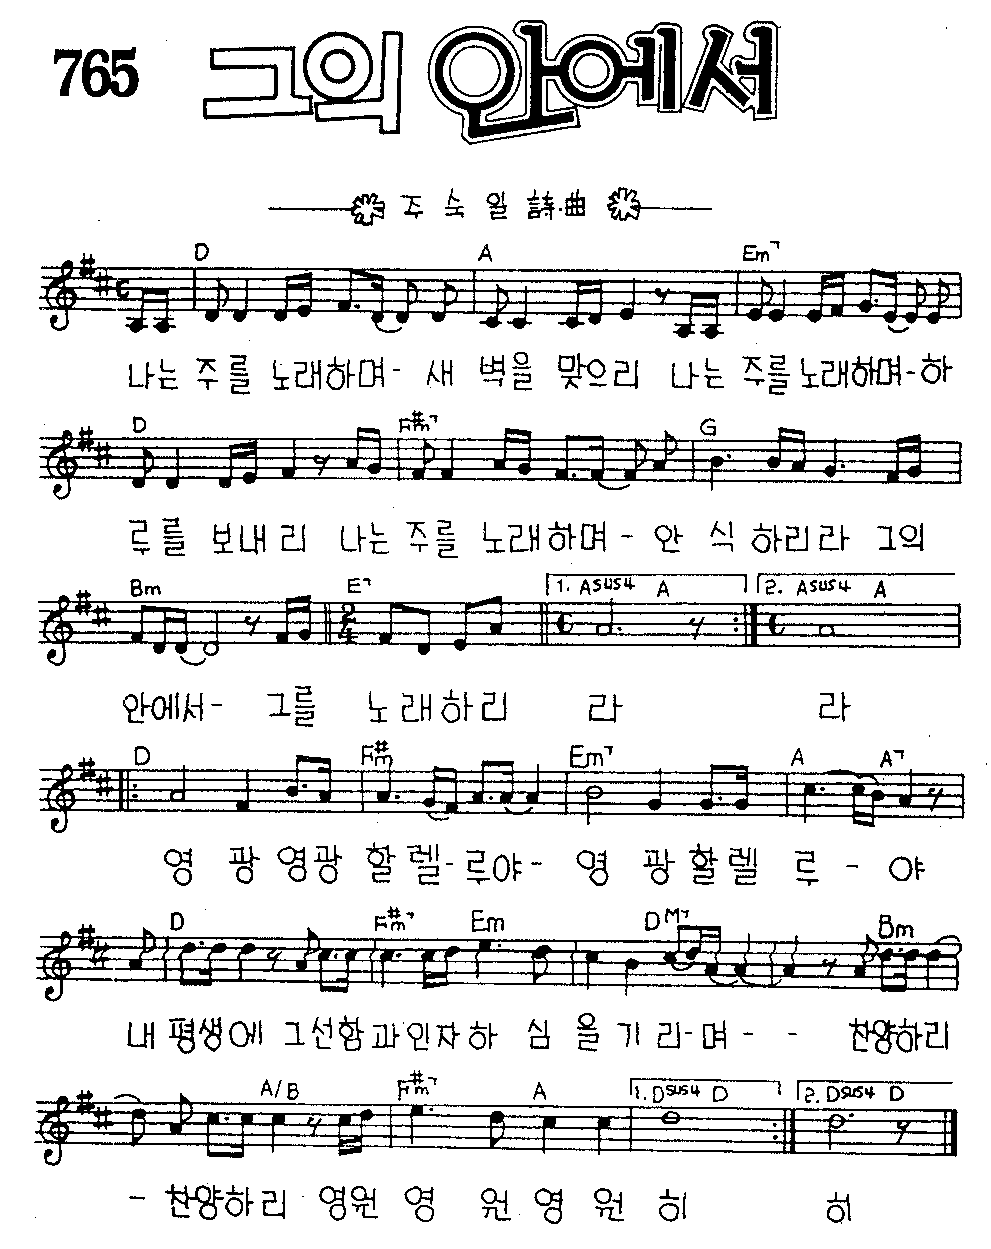 765 그의 안에서
주 숙 일 詩·曲
D A Em7
나는 주를 노래하며- 새 벽을 맞으리 나는 주를 노래하며-하
D F#m7 G
루를 보내 리 나는 주를 노래하며- 안 식 하리라 그의
Bm E7 1. Asus4 A 2. Asus4 A
안에서- 그를 노 래하리 라 라
D F#m Em7 A A7
영 광 영광 할 렐-루야- 영 광 할렐 루 - 야
D F#m7 Em DM7 Bm
내 평생에 그선함 과인자하 심 을 기 리-며- - 찬양하리
A/B F#m7 A 1. Dsus4 D 2. Dsus4 D
- 찬양하리 영원 영 원 영 원 히 히